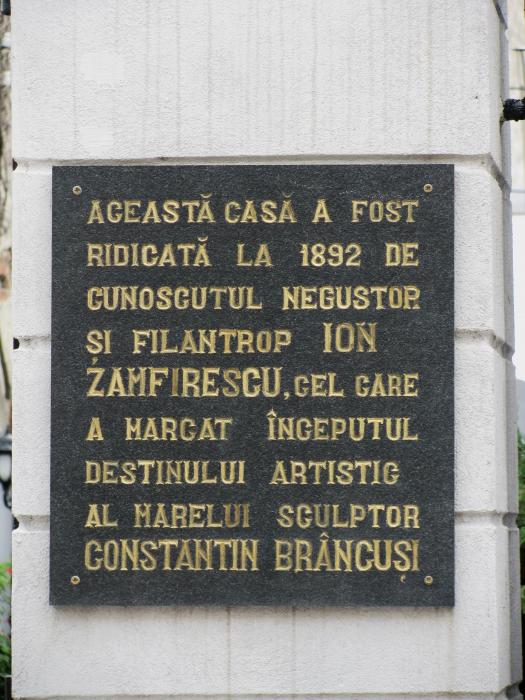 ACEASTĂ CASĂ A FOST
RIDICATĂ LA 1892 DE
CUNOSCUTUL NEGUSTOR
ȘI FILANTROP ION
ZAMFIRESCU, CEL CARE
A MARCAT ÎNCEPUTUL
DESTINULUI ARTISTIC
AL MARELUI SCULPTOR
CONSTANTIN BRÂNCUȘI